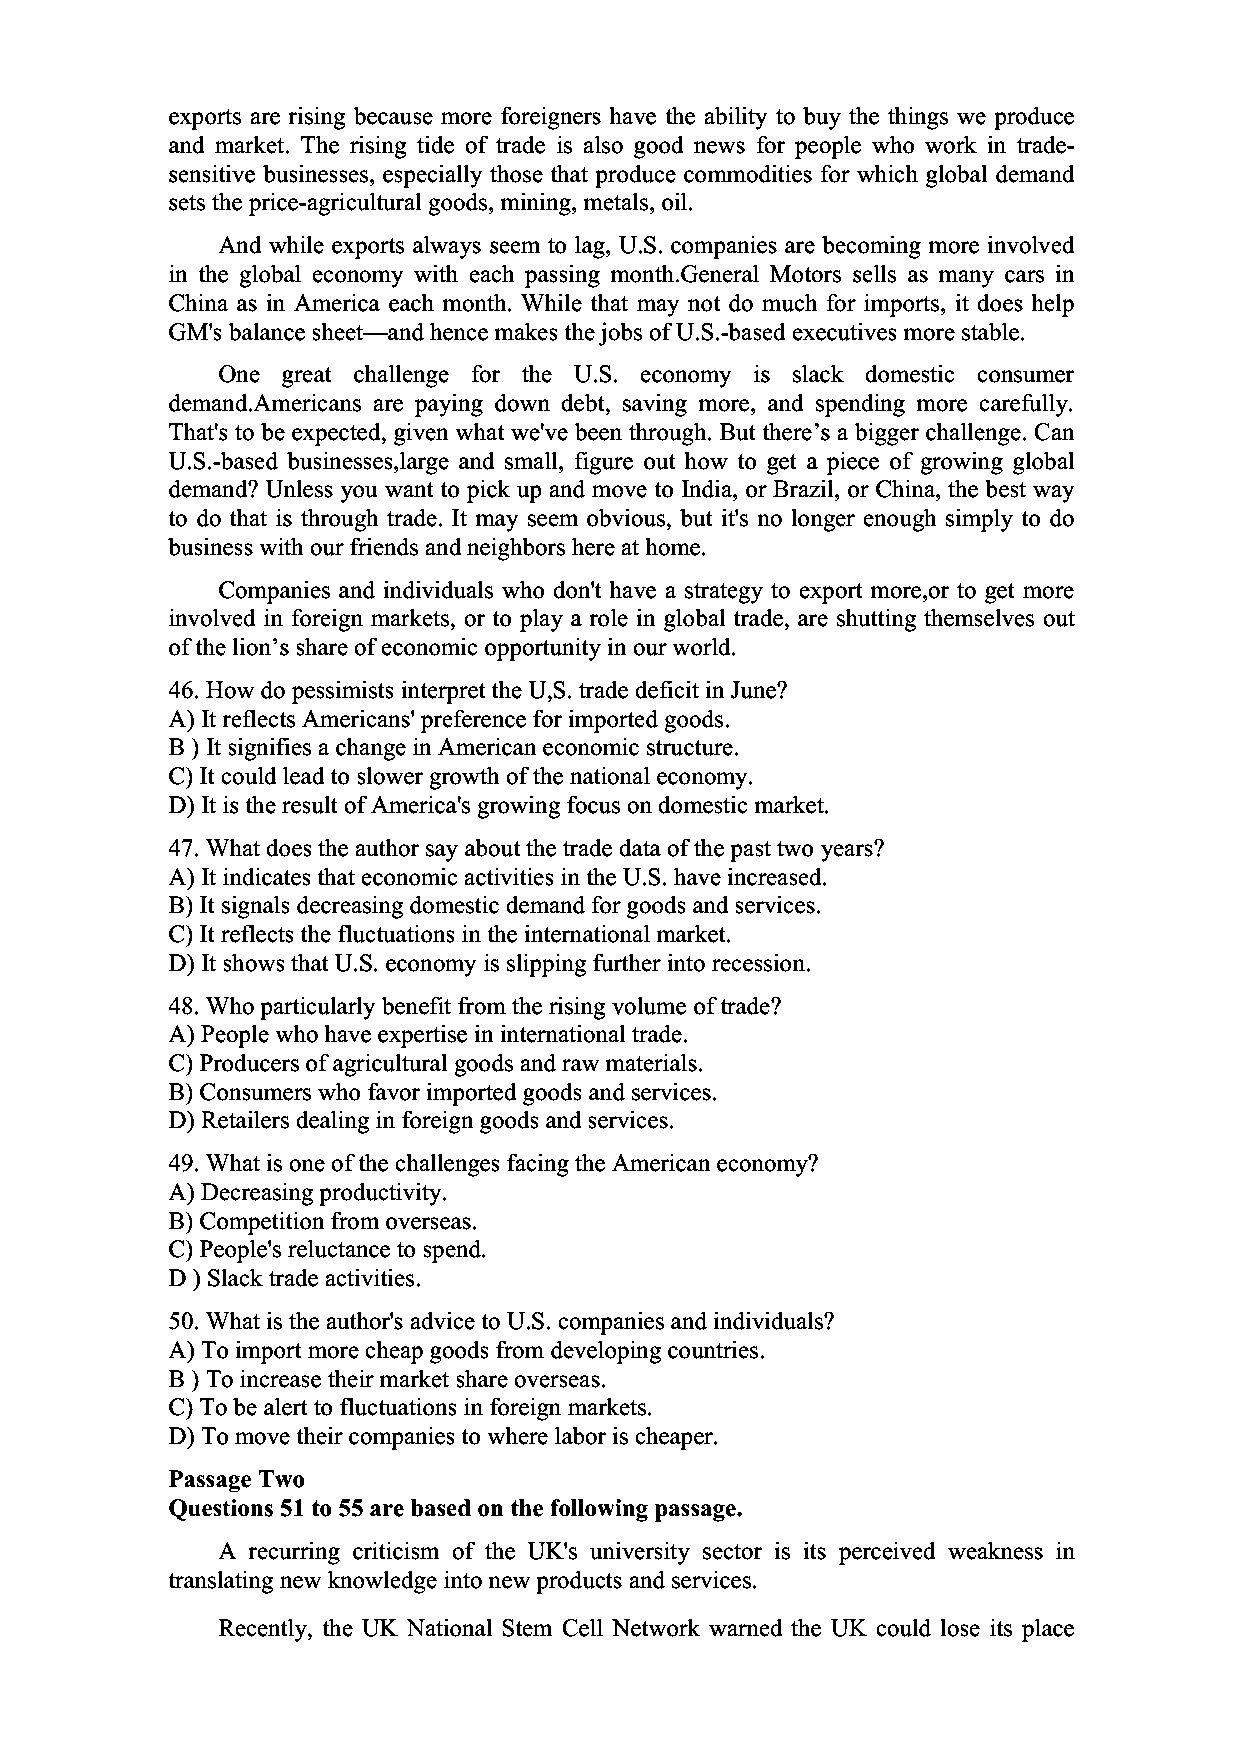 exports are rising because more foreigners have the ability to buy the things we produce
and market. The rising tide of trade is also good news for people who work in trade-
sensitive businesses, especially those that produce commodities for which global demand
sets the price-agricultural goods, mining, metals, oil.
And while exports always seem to lag, U.S. companies are becoming more involved
in the global economy with each passing month.General Motors sells as many cars in
China as in America each month. While that may not do much for imports, it does help
GM's balance sheet—and hence makes the jobs of U.S.-based executives more stable.
One great challenge for the U.S. economy is slack domestic consumer
demand.Americans are paying down debt, saving more, and spending more carefully.
That's to be expected, given what we've been through. But there’s a bigger challenge. Can
U.S.-based businesses,large and small, figure out how to get a piece of growing global
demand? Unless you want to pick up and move to India, or Brazil, or China, the best way
to do that is through trade. It may seem obvious, but it's no longer enough simply to do
business with our friends and neighbors here at home.
Companies and individuals who don't have a strategy to export more,or to get more
involved in foreign markets, or to play a role in global trade, are shutting themselves out
of the lion’s share of economic opportunity in our world.
46. How do pessimists interpret the U,S. trade deficit in June?
A) It reflects Americans' preference for imported goods.
B ) It signifies a change in American economic structure.
C) It could lead to slower growth of the national economy.
D) It is the result of America's growing focus on domestic market.
47. What does the author say about the trade data of the past two years?
A) It indicates that economic activities in the U.S. have increased.
B) It signals decreasing domestic demand for goods and services.
C) It reflects the fluctuations in the international market.
D) It shows that U.S. economy is slipping further into recession.
48. Who particularly benefit from the rising volume of trade?
A) People who have expertise in international trade.
C) Producers of agricultural goods and raw materials.
B) Consumers who favor imported goods and services.
D) Retailers dealing in foreign goods and services.
49. What is one of the challenges facing the American economy?
A) Decreasing productivity.
B) Competition from overseas.
C) People's reluctance to spend.
D ) Slack trade activities.
50. What is the author's advice to U.S. companies and individuals?
A) To import more cheap goods from developing countries.
B ) To increase their market share overseas.
C) To be alert to fluctuations in foreign markets.
D) To move their companies to where labor is cheaper.
Passage Two
Questions 51 to 55 are based on the following passage.
A recurring criticism of the UK's university sector is its perceived weakness in
translating new knowledge into new products and services.
Recently, the UK National Stem Cell Network warned the UK could lose its place